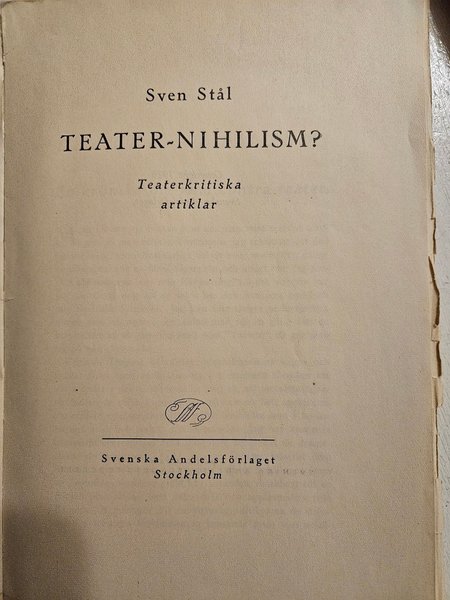 Sven Stål
TEATER-NIHILISM?
Teaterkritiska
artiklar
Svenska Andelsförlaget
Stockholm